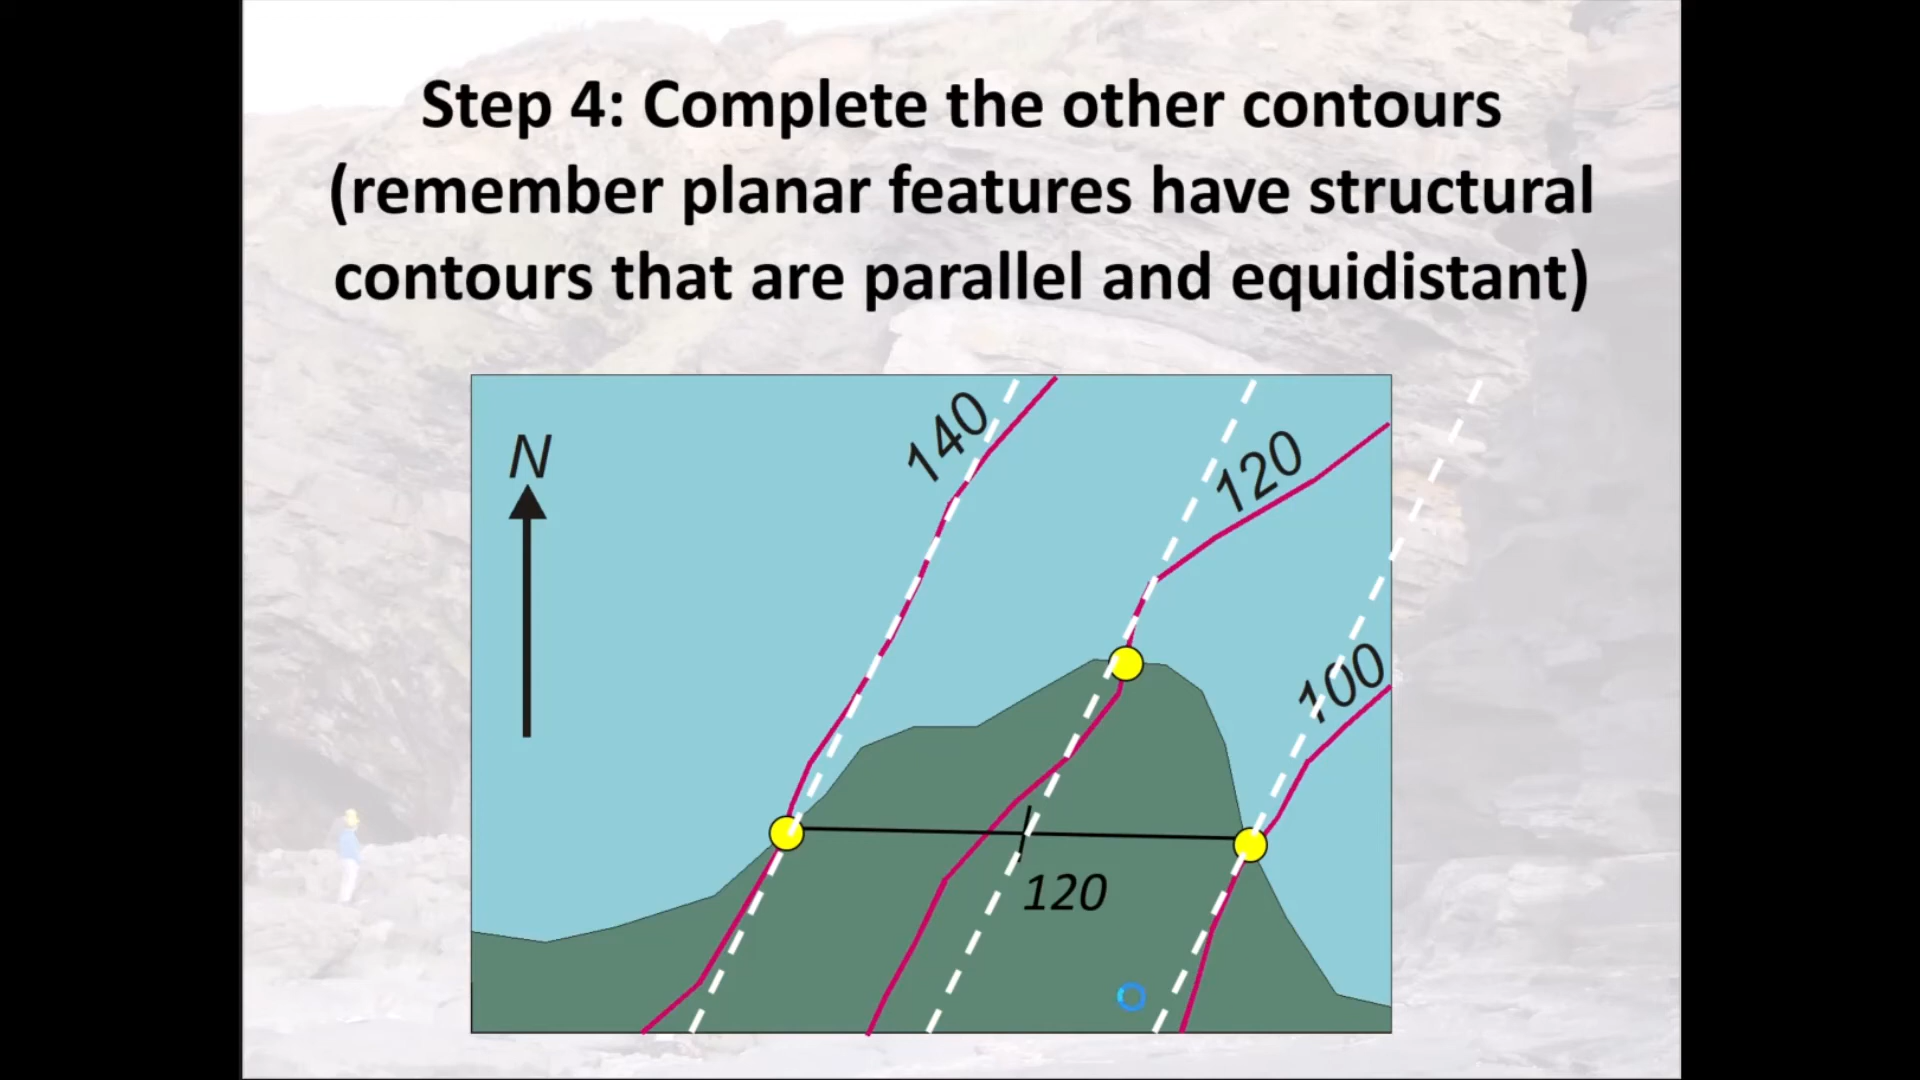 Step 4: Complete the other contours
(remember planar features have structural
contours that are parallel and equidistant)
140
N
120
100
120